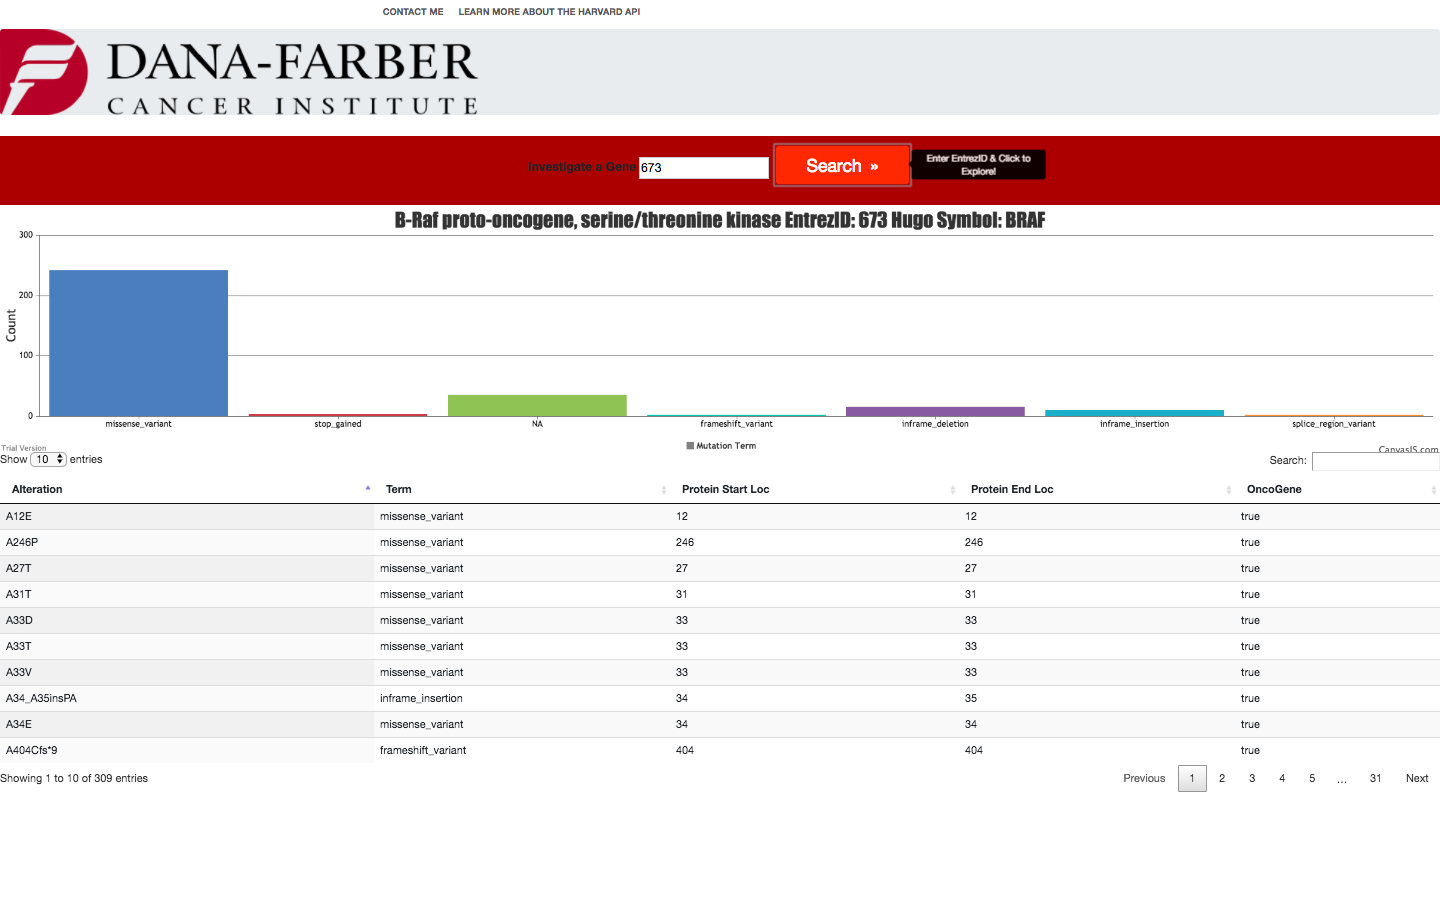 CONTACT ME LEARN MORE ABOUT THE HARVARD API
DANA-FARBER
CANCER INSTITUTE
Investigate a Gene 673 Search » Enter EntrezID & Click to
Explore!
B-Raf proto-oncogene, serine/threonine kinase EntrezID: 673 Hugo Symbol: BRAF
300
200
100
0
Count
missense_variant stop_gained NA frameshift_variant inframe_deletion inframe_insertion splice_region_variant
Mutation Term
Trial Version CanvasJS.com
Show 10 entries Search:
Alteration Term Protein Start Loc Protein End Loc OncoGene
A12E missense_variant 12 12 true
A246P missense_variant 246 246 true
A27T missense_variant 27 27 true
A31T missense_variant 31 31 true
A33D missense_variant 33 33 true
A33T missense_variant 33 33 true
A33V missense_variant 33 33 true
A34_A35insPA inframe_insertion 34 35 true
A34E missense_variant 34 34 true
A404Cfs*9 frameshift_variant 404 404 true
Showing 1 to 10 of 309 entries Previous 1 2 3 4 5 … 31 Next